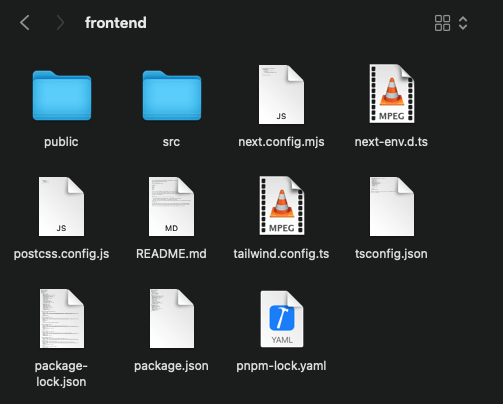 frontend
public
src
JS
next.config.mjs
MPEG
next-env.d.ts
JS
postcss.config.js
MD
README.md
MPEG
tailwind.config.ts
tsconfig.json
package-
lock.json
package.json
YAML
pnpm-lock.yaml